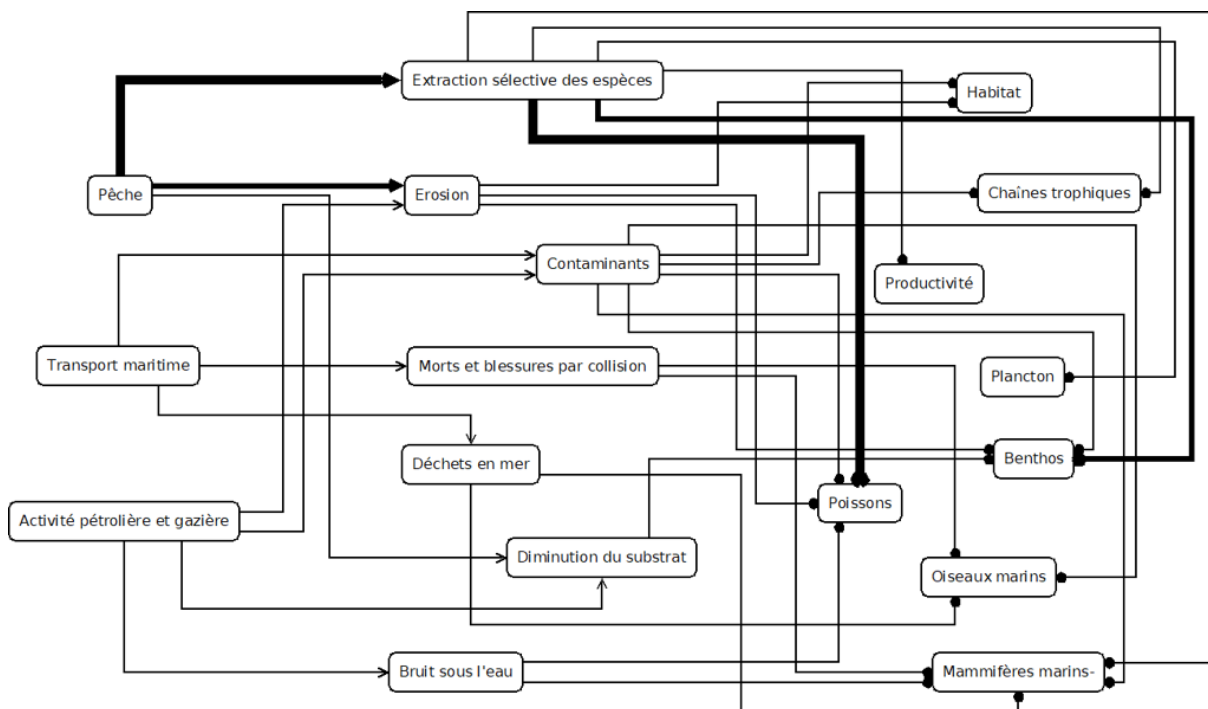 Extraction sélective des espèces
Habitat
Pêche
Erosion
Chaînes trophiques
Contaminants
Productivité
Transport maritime
Morts et blessures par collision
Plancton
Déchets en mer
Benthos
Activité pétrolière et gazière
Poissons
Diminution du substrat
Oiseaux marins
Bruit sous l'eau
Mammifères marins-